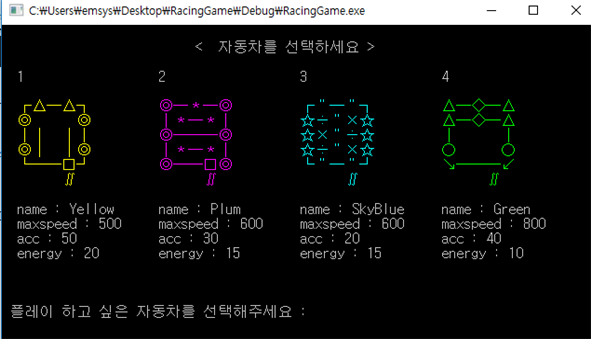 C:₩Users₩emsys₩Desktop₩RacingGame₩Debug₩RacingGame.exe
< 자동차를 선택하세요 >
1 2 3 4
name : Yellow name : Plum name : SkyBlue name : Green
maxspeed : 500 maxspeed : 600 maxspeed : 600 maxspeed : 800
acc : 50 acc : 30 acc : 20 acc : 40
energy : 20 energy : 15 energy : 15 energy : 10
플레이 하고 싶은 자동차를 선택해주세요 :